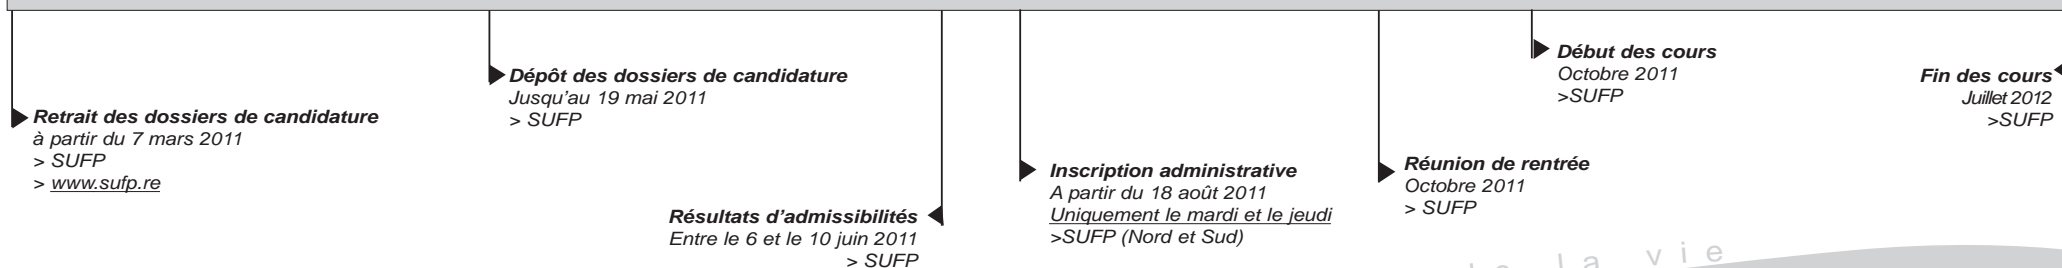 Retrait des dossiers de candidature
à partir du 7 mars 2011
> SUFP
> www.sufp.re
Dépôt des dossiers de candidature
Jusqu'au 19 mai 2011
> SUFP
Résultats d'admissibilités
Entre le 6 et le 10 juin 2011
> SUFP
Inscription administrative
A partir du 18 août 2011
Uniquement le mardi et le jeudi
>SUFP (Nord et Sud)
Réunion de rentrée
Octobre 2011
> SUFP
Début des cours
Octobre 2011
>SUFP
Fin des cours
Juillet 2012
>SUFP
la vie